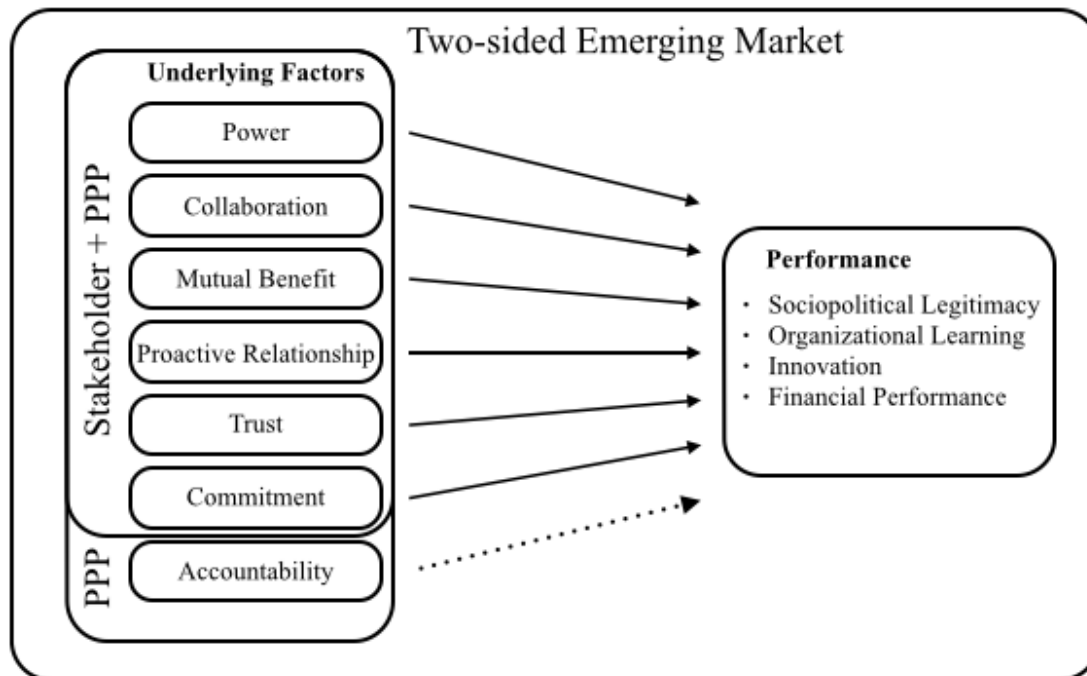 Two-sided Emerging Market
Underlying Factors
Stakeholder + PPP
Power
Collaboration
Mutual Benefit
Proactive Relationship
Trust
Commitment
PPP
Accountability
Performance
· Sociopolitical Legitimacy
· Organizational Learning
· Innovation
· Financial Performance